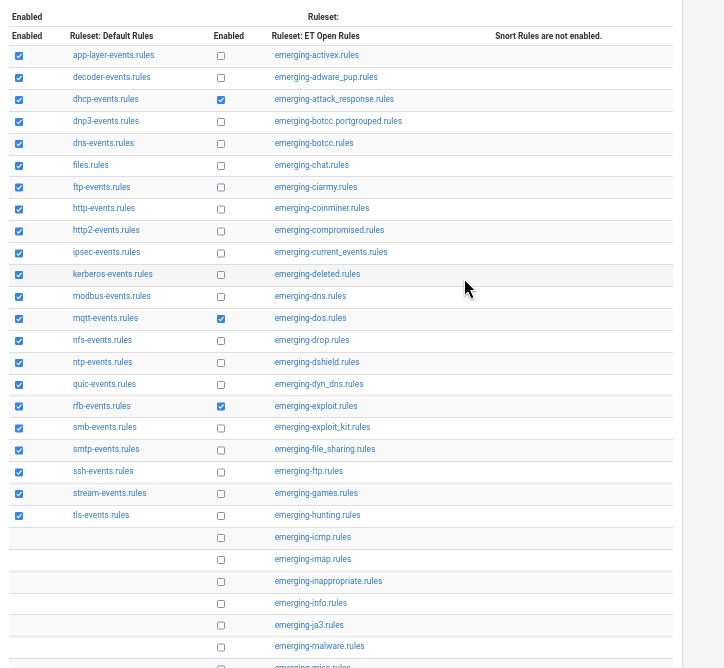 Enabled Ruleset:
Enabled Ruleset: Default Rules Enabled Ruleset: ET Open Rules Snort Rules are not enabled.
app-layer-events.rules emerging-activex.rules
decoder-events.rules emerging-adware_pup.rules
dhcp-events.rules emerging-attack_response.rules
dnp3-events.rules emerging-botcc.portgrouped.rules
dns-events.rules emerging-botcc.rules
files.rules emerging-chat.rules
ftp-events.rules emerging-ciarmy.rules
http-events.rules emerging-coinminer.rules
http2-events.rules emerging-compromised.rules
ipsec-events.rules emerging-current_events.rules
kerberos-events.rules emerging-deleted.rules
modbus-events.rules emerging-dns.rules
mqtt-events.rules emerging-dos.rules
nfs-events.rules emerging-drop.rules
ntp-events.rules emerging-dshield.rules
quic-events.rules emerging-dyn_dns.rules
rfb-events.rules emerging-exploit.rules
smb-events.rules emerging-exploit_kit.rules
smtp-events.rules emerging-file_sharing.rules
ssh-events.rules emerging-ftp.rules
stream-events.rules emerging-games.rules
tls-events.rules emerging-hunting.rules
emerging-icmp.rules
emerging-imap.rules
emerging-inappropriate.rules
emerging-info.rules
emerging-ja3.rules
emerging-malware.rules
emerging-misc.rules